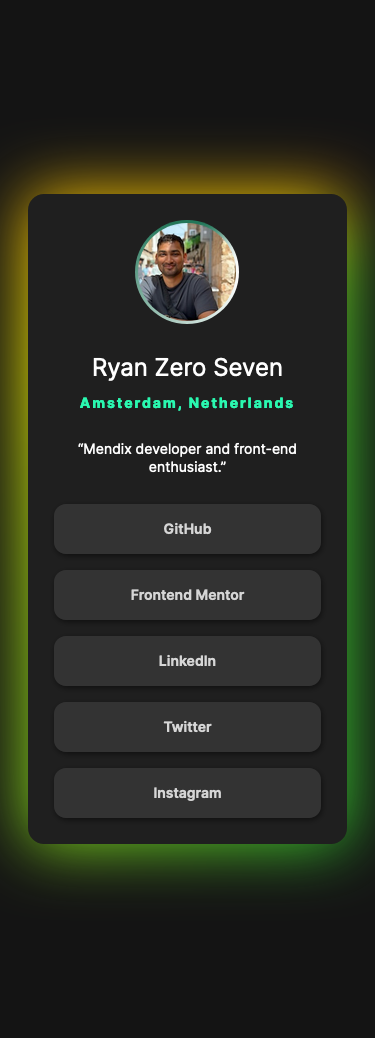 Ryan Zero Seven
Amsterdam, Netherlands
“Mendix developer and front-end
enthusiast.”
GitHub
Frontend Mentor
LinkedIn
Twitter
Instagram